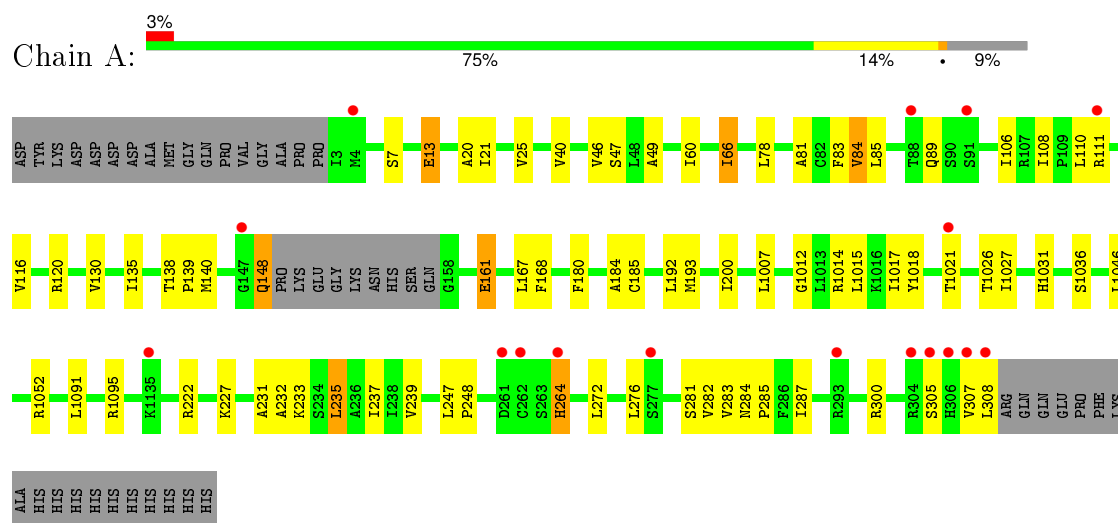 3%
Chain A:
75% 14% • 9%
ASP TYR LYS ASP ASP ASP ASP ALA MET GLY GLN PRO VAL GLY ALA PRO PRO I3 M4 S7 E13 A20 I21 V25 V40 V46 S47 L48 A49 I60 I66 L78 A81 C82 F83 V84 L85 T88 Q89 S90 S91 I106 R107 I108 P109 L110 R111
V116 R120 V130 I135 T138 P139 M140 G147 Q148 PRO LYS GLU GLY LYS ASN HIS SER GLN G158 E161 L167 F168 F180 A184 C185 L192 M193 I200 L1007 G1012 L1013 R1014 L1015 K1016 I1017 Y1018 T1021 T1026 I1027 H1031 S1036 L1046
R1052 L1091 R1095 K1135 R222 K227 A231 A232 K233 S234 L235 A236 I237 I238 V239 L247 P248 D261 C262 S263 H264 L272 L276 S277 S281 V282 V283 N284 P285 F286 I287 R293 R300 R304 S305 H306 V307 L308 ARG GLN GLN GLU PRO PHE LYS
ALA HIS HIS HIS HIS HIS HIS HIS HIS HIS HIS